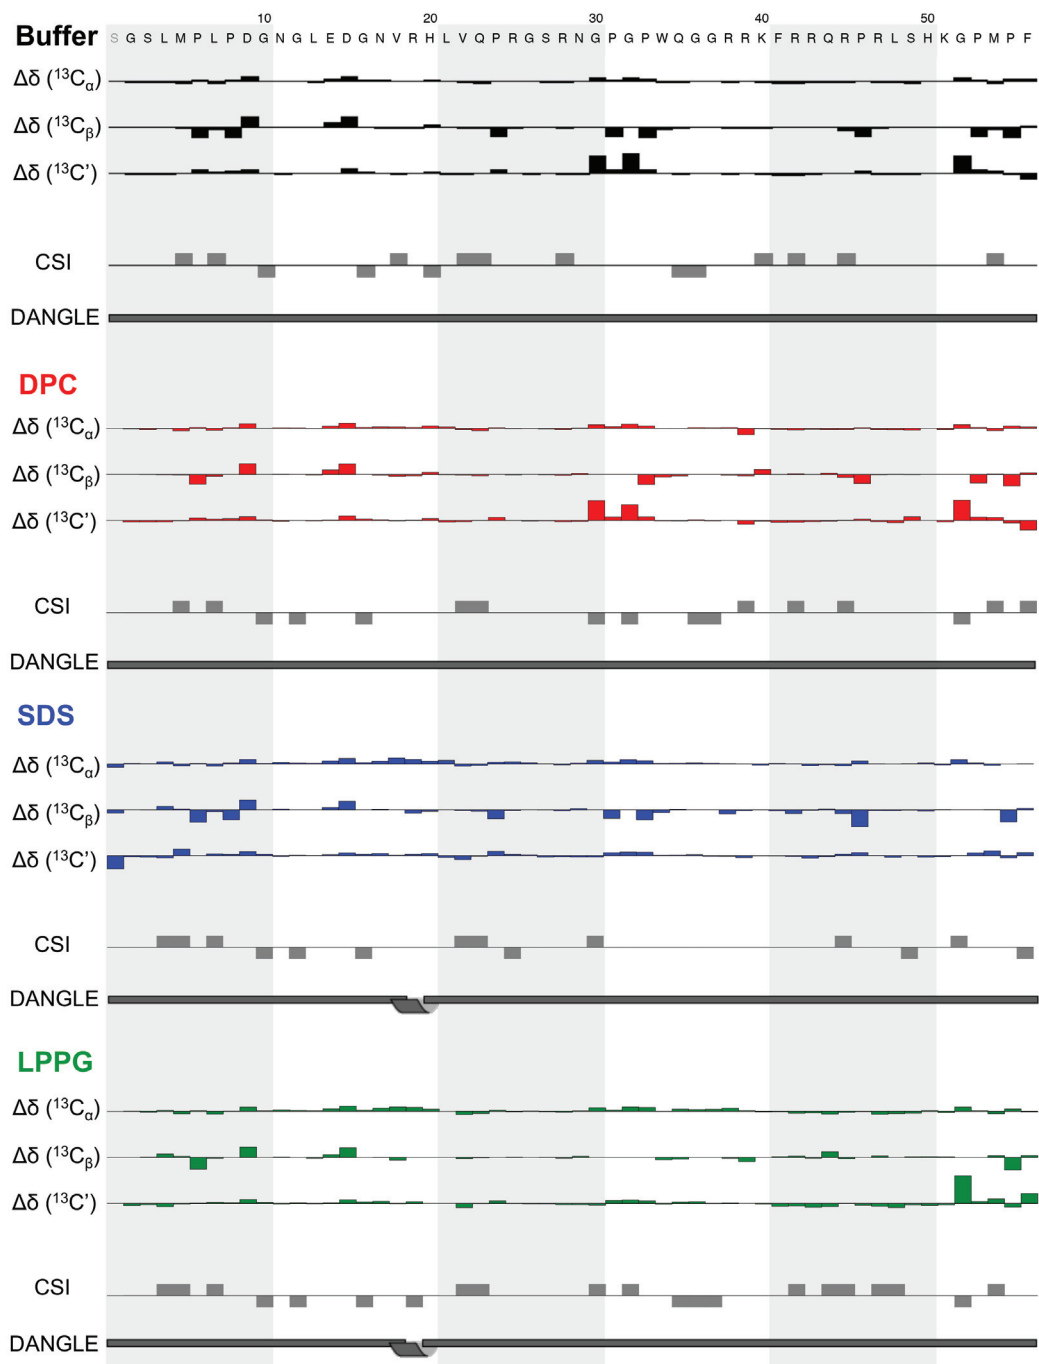 10 20 30 40 50
Buffer S G S L M P L P D G N G L E D G N V R H L V Q P R G S R N G P G P W Q G G R R K F R R Q R P R L S H K G P M P F
Δδ (¹³Cα)
Δδ (¹³Cβ)
Δδ (¹³C')
CSI
DANGLE
DPC
Δδ (¹³Cα)
Δδ (¹³Cβ)
Δδ (¹³C')
CSI
DANGLE
SDS
Δδ (¹³Cα)
Δδ (¹³Cβ)
Δδ (¹³C')
CSI
DANGLE
LPPG
Δδ (¹³Cα)
Δδ (¹³Cβ)
Δδ (¹³C')
CSI
DANGLE